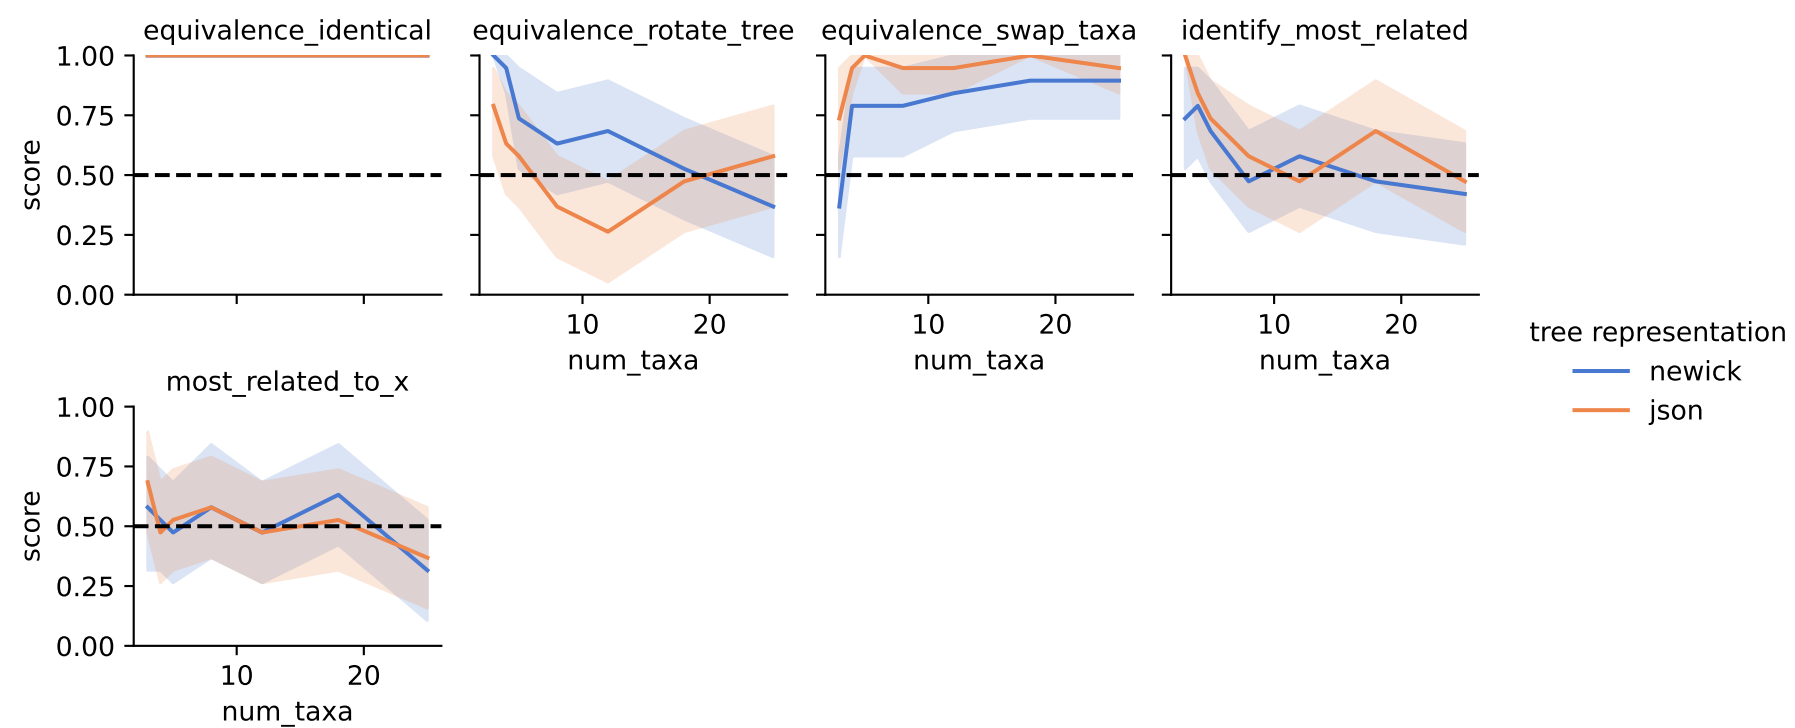 equivalence_identical
equivalence_rotate_tree
equivalence_swap_taxa
identify_most_related
1.00
0.75
0.50
0.25
0.00
score
10
20
num_taxa
10
20
num_taxa
10
20
num_taxa
tree representation
newick
json
most_related_to_x
1.00
0.75
0.50
0.25
0.00
score
10
20
num_taxa